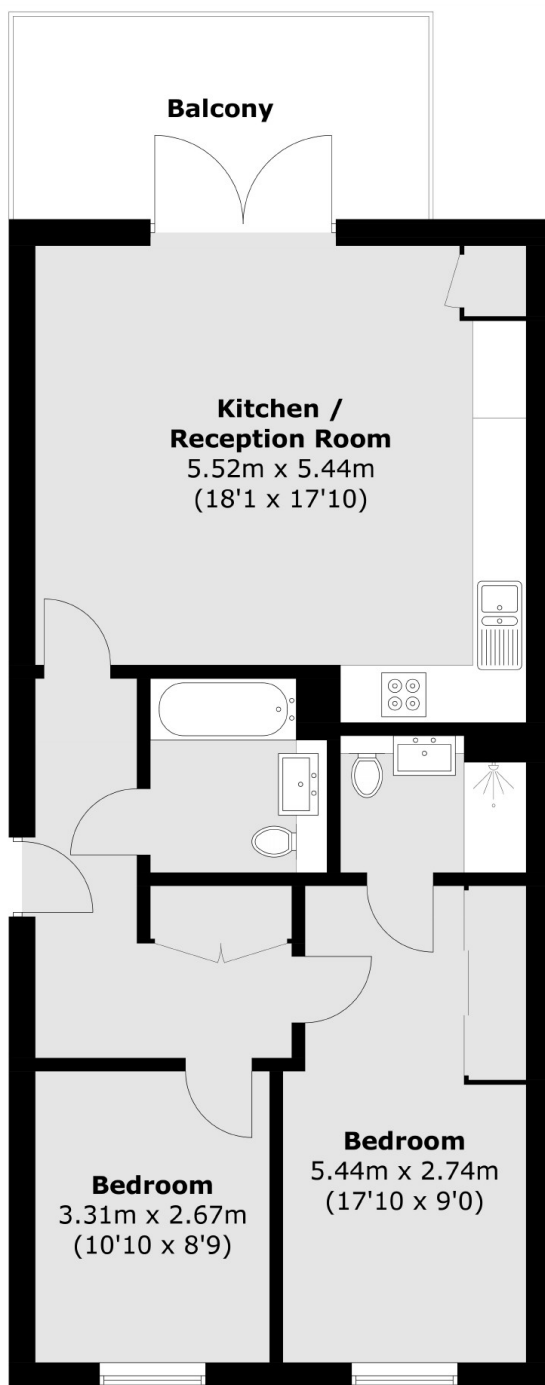 Balcony
Kitchen /
Reception Room
5.52m x 5.44m
(18'1 x 17'10)
Bedroom
5.44m x 2.74m
(17'10 x 9'0)
Bedroom
3.31m x 2.67m
(10'10 x 8'9)